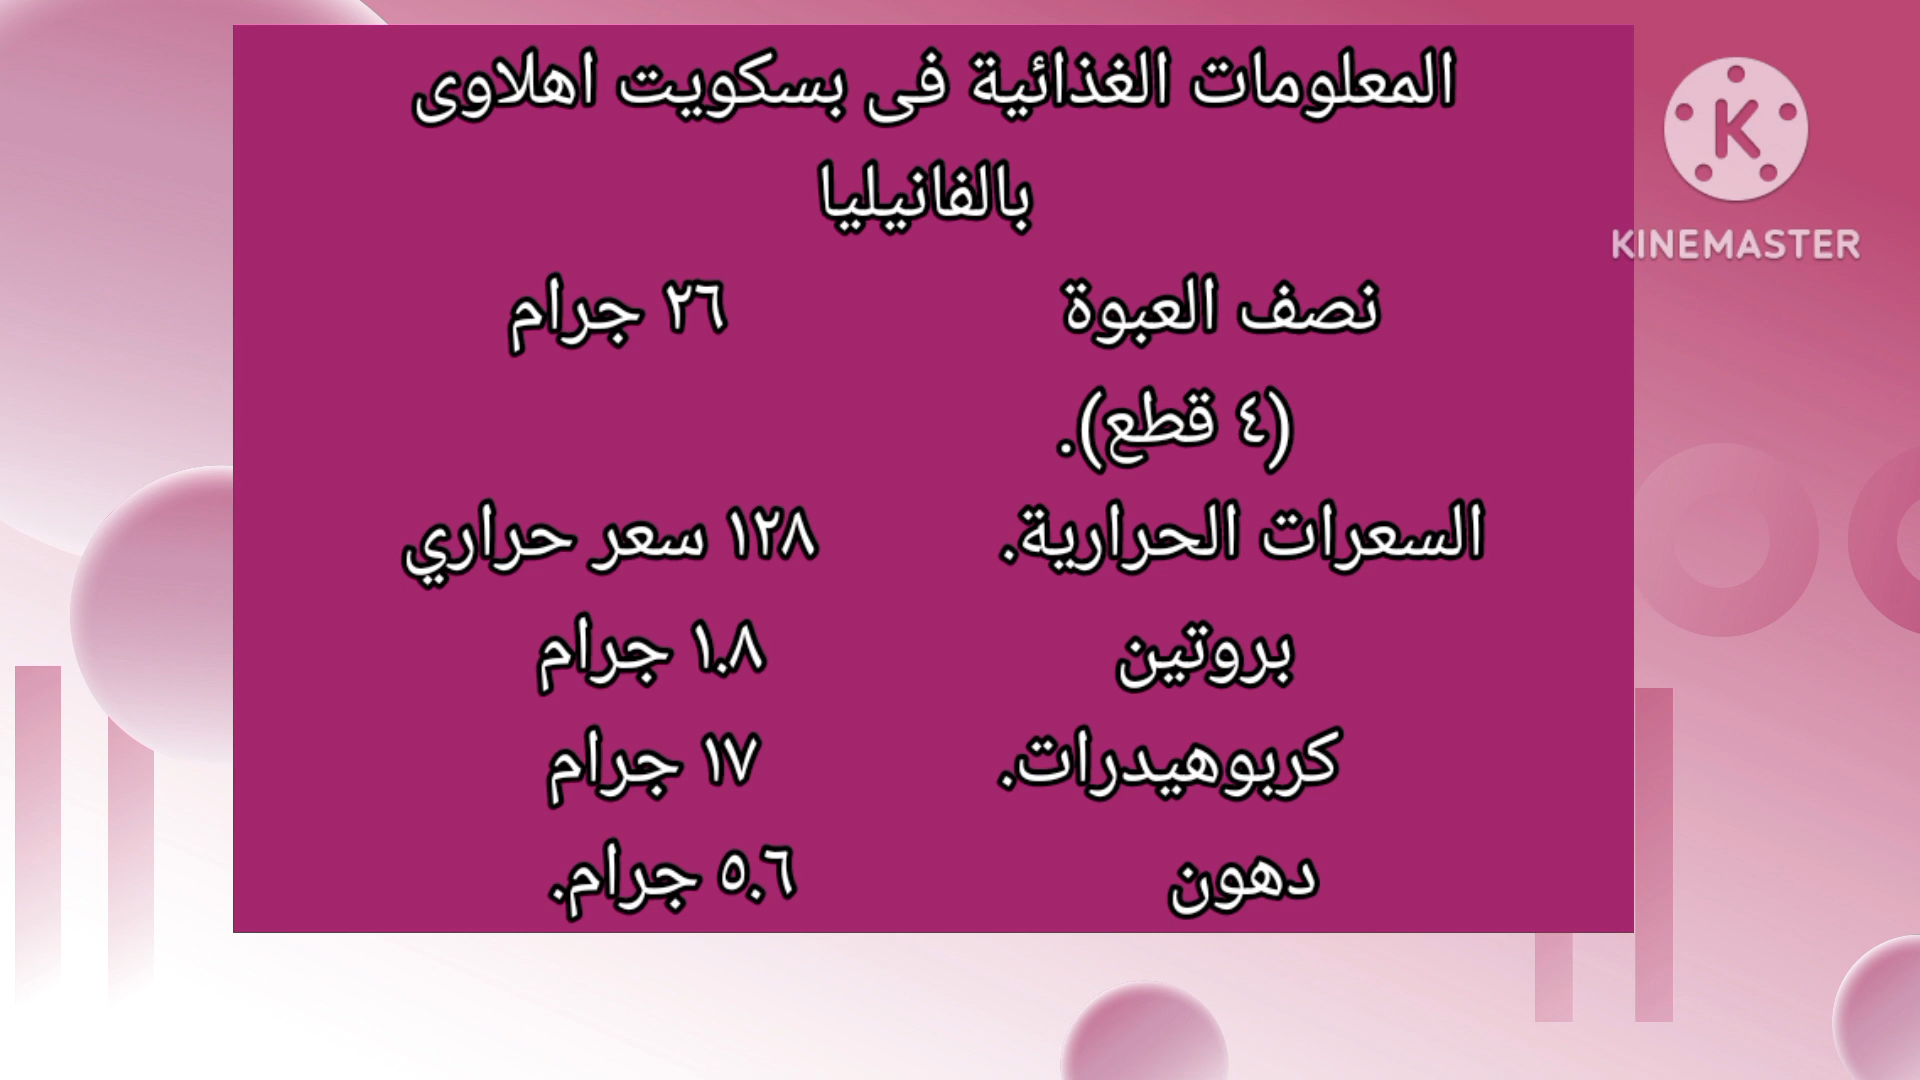 المعلومات الغذائية فى بسكويت اهلاوى
بالفانيليا
نصف العبوة ٢٦ جرام
(٤ قطع).
السعرات الحرارية. ١٢٨ سعر حراري
بروتين ١.٨ جرام
كربوهيدرات. ١٧ جرام
دهون ٥.٦ جرام.
K
KINEMASTER